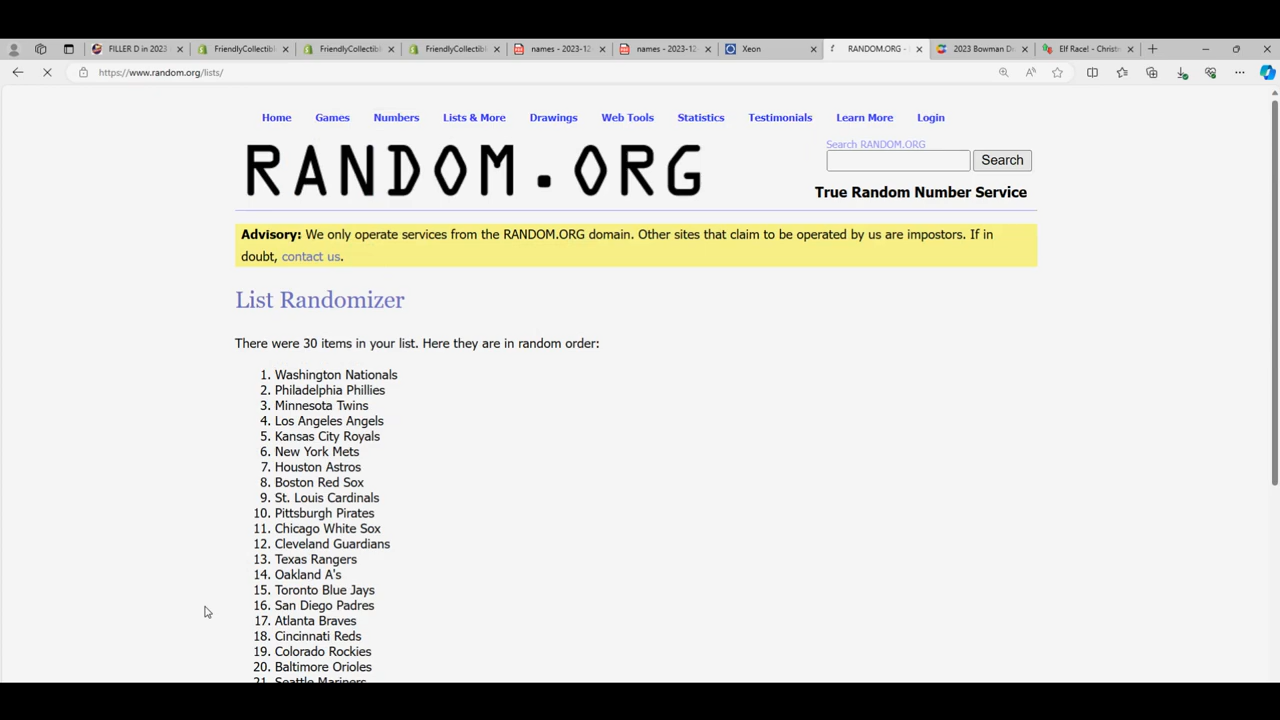 FILLER D in 2023
FriendlyCollectibl
FriendlyCollectibl
FriendlyCollectibl
names - 2023-12
names - 2023-12
Xeon
RANDOM.ORG -
2023 Bowman D
Elf Race! - Christ
https://www.random.org/lists/
Home Games Numbers Lists & More Drawings Web Tools Statistics Testimonials Learn More Login
RANDOM.ORG
Search RANDOM.ORG
Search
True Random Number Service
Advisory: We only operate services from the RANDOM.ORG domain. Other sites that claim to be operated by us are impostors. If in
doubt, contact us.
List Randomizer
There were 30 items in your list. Here they are in random order:
1. Washington Nationals
2. Philadelphia Phillies
3. Minnesota Twins
4. Los Angeles Angels
5. Kansas City Royals
6. New York Mets
7. Houston Astros
8. Boston Red Sox
9. St. Louis Cardinals
10. Pittsburgh Pirates
11. Chicago White Sox
12. Cleveland Guardians
13. Texas Rangers
14. Oakland A's
15. Toronto Blue Jays
16. San Diego Padres
17. Atlanta Braves
18. Cincinnati Reds
19. Colorado Rockies
20. Baltimore Orioles
21. Seattle Mariners